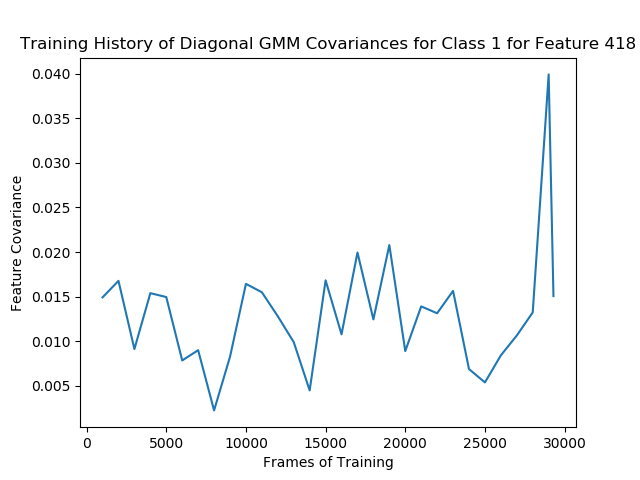 Training History of Diagonal GMM Covariances for Class 1 for Feature 418
0.040
0.035
0.030
0.025
0.020
0.015
0.010
0.005
Feature Covariance
0 5000 10000 15000 20000 25000 30000
Frames of Training